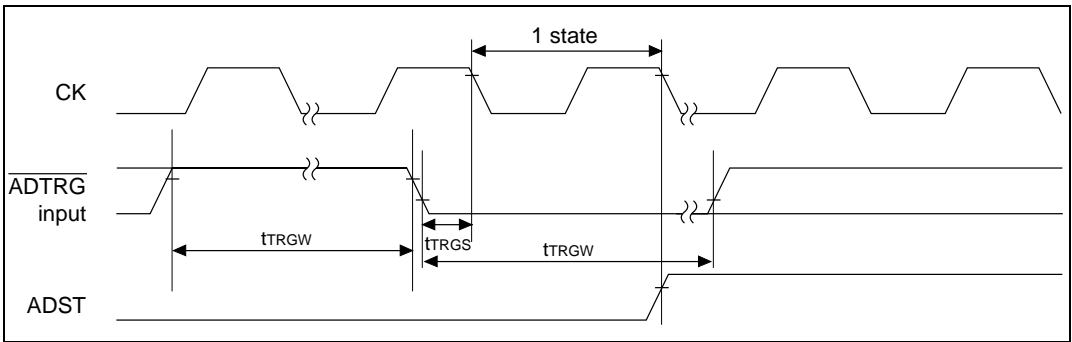 1 state
CK
ADTRG
input
tTRGW
tTRGS
tTRGW
ADST